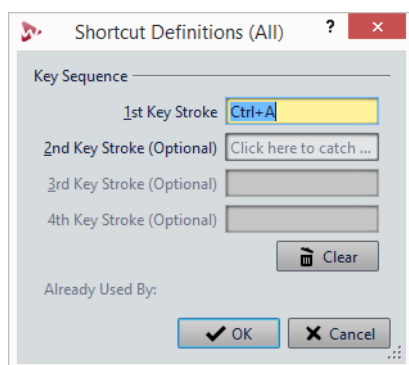 Shortcut Definitions (All) ?
Key Sequence
1st Key Stroke Ctrl+A
2nd Key Stroke (Optional) Click here to catch ...
3rd Key Stroke (Optional)
4th Key Stroke (Optional)
Clear
Already Used By:
OK Cancel